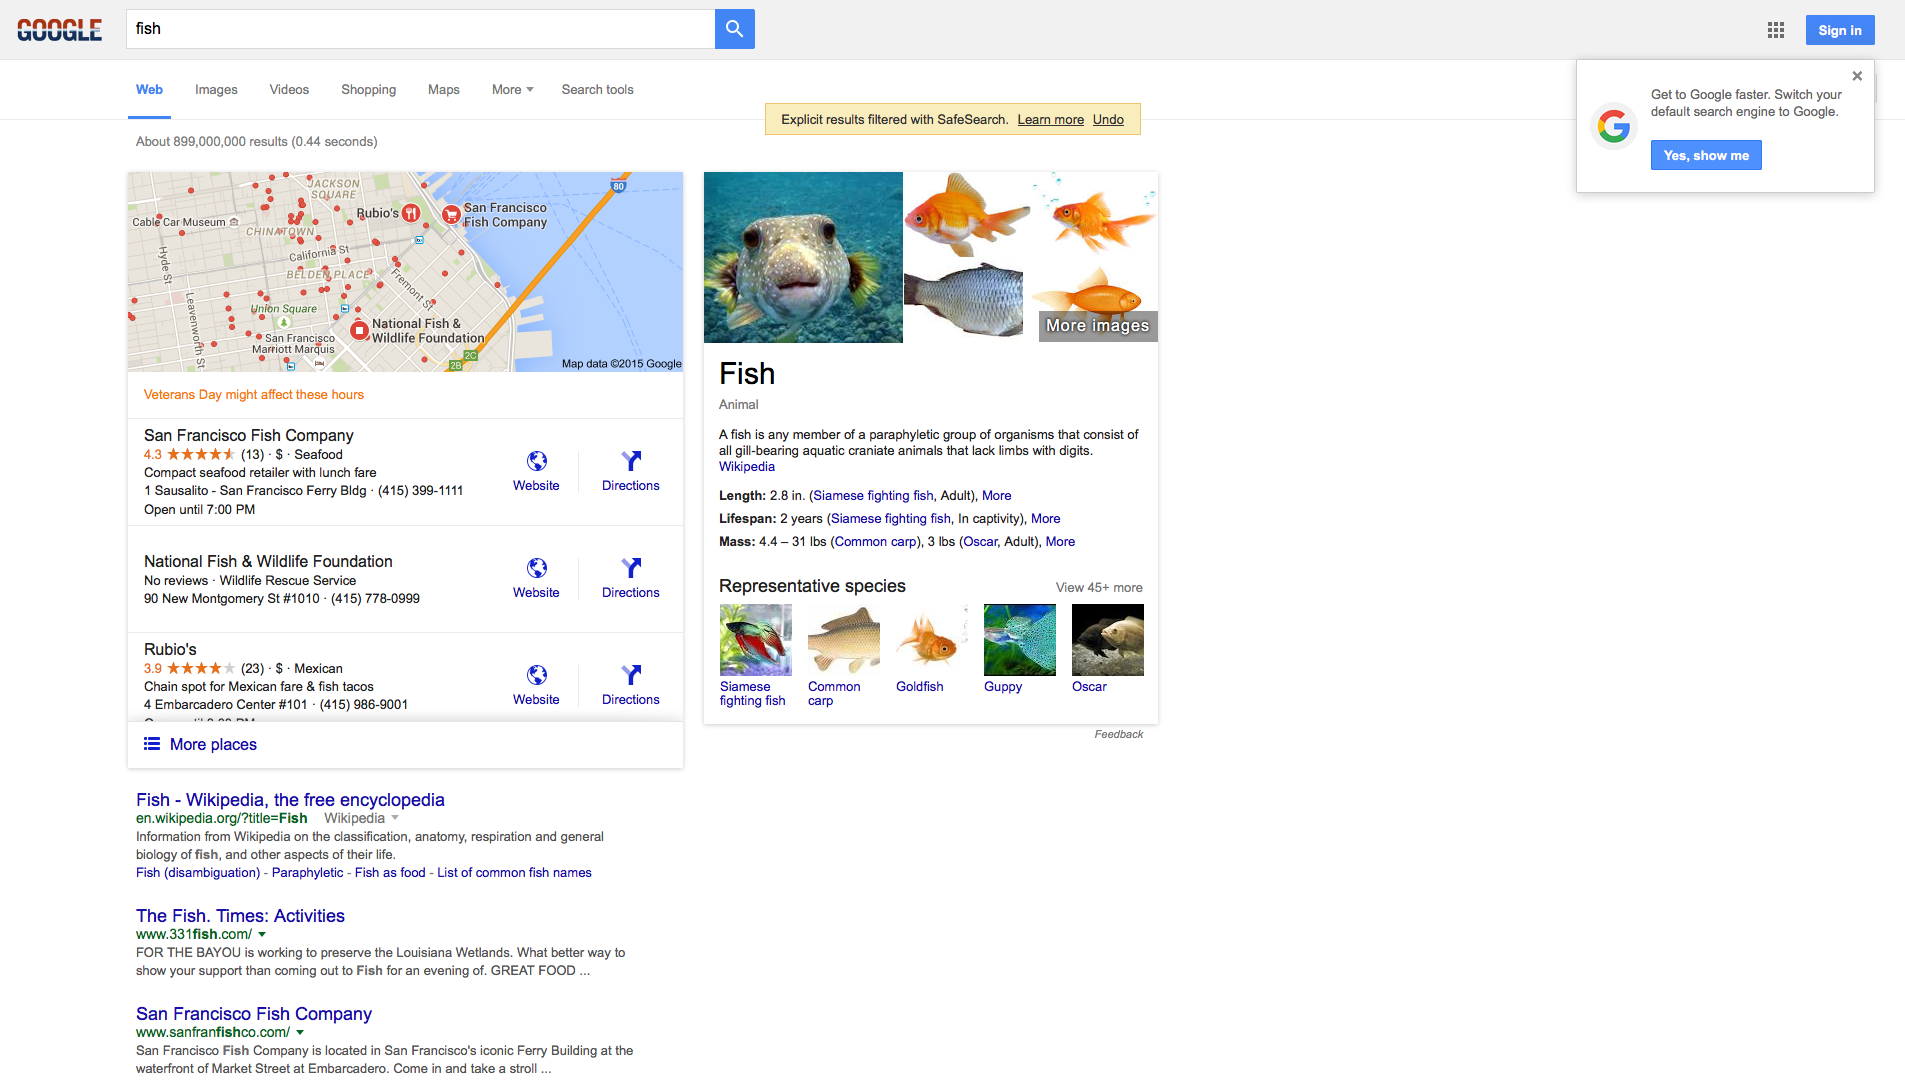 GOOGLE
fish
Sign in
Web Images Videos Shopping Maps More Search tools
Get to Google faster. Switch your
default search engine to Google.
Yes, show me
Explicit results filtered with SafeSearch. Learn more Undo
About 899,000,000 results (0.44 seconds)
JACKSON
SQUARE
80
Rubio's
San Francisco
Fish Company
Cable Car Museum
CHINATOWN
California St
Hyde St
BELDEN PLACE
Fremont St
Leavenworth St
Union Square
National Fish &
Wildlife Foundation
San Francisco
Marriott Marquis
2C
2B
Map data ©2015 Google
Veterans Day might affect these hours
San Francisco Fish Company
4.3 (13) · $ · Seafood
Compact seafood retailer with lunch fare
1 Sausalito - San Francisco Ferry Bldg · (415) 399-1111
Open until 7:00 PM
Website
Directions
National Fish & Wildlife Foundation
No reviews · Wildlife Rescue Service
90 New Montgomery St #1010 · (415) 778-0999
Website
Directions
Rubio's
3.9 (23) · $ · Mexican
Chain spot for Mexican fare & fish tacos
4 Embarcadero Center #101 · (415) 986-9001
Website
Directions
More places
More images
Fish
Animal
A fish is any member of a paraphyletic group of organisms that consist of
all gill-bearing aquatic craniate animals that lack limbs with digits.
Wikipedia
Length: 2.8 in. (Siamese fighting fish, Adult), More
Lifespan: 2 years (Siamese fighting fish, In captivity), More
Mass: 4.4 – 31 lbs (Common carp), 3 lbs (Oscar, Adult), More
Representative species
View 45+ more
Siamese
fighting fish
Common
carp
Goldfish
Guppy
Oscar
Feedback
Fish - Wikipedia, the free encyclopedia
en.wikipedia.org/?title=Fish Wikipedia
Information from Wikipedia on the classification, anatomy, respiration and general
biology of fish, and other aspects of their life.
Fish (disambiguation) - Paraphyletic - Fish as food - List of common fish names
The Fish. Times: Activities
www.331fish.com/
FOR THE BAYOU is working to preserve the Louisiana Wetlands. What better way to
show your support than coming out to Fish for an evening of. GREAT FOOD ...
San Francisco Fish Company
www.sanfranfishco.com/
San Francisco Fish Company is located in San Francisco's iconic Ferry Building at the
waterfront of Market Street at Embarcadero. Come in and take a stroll ...